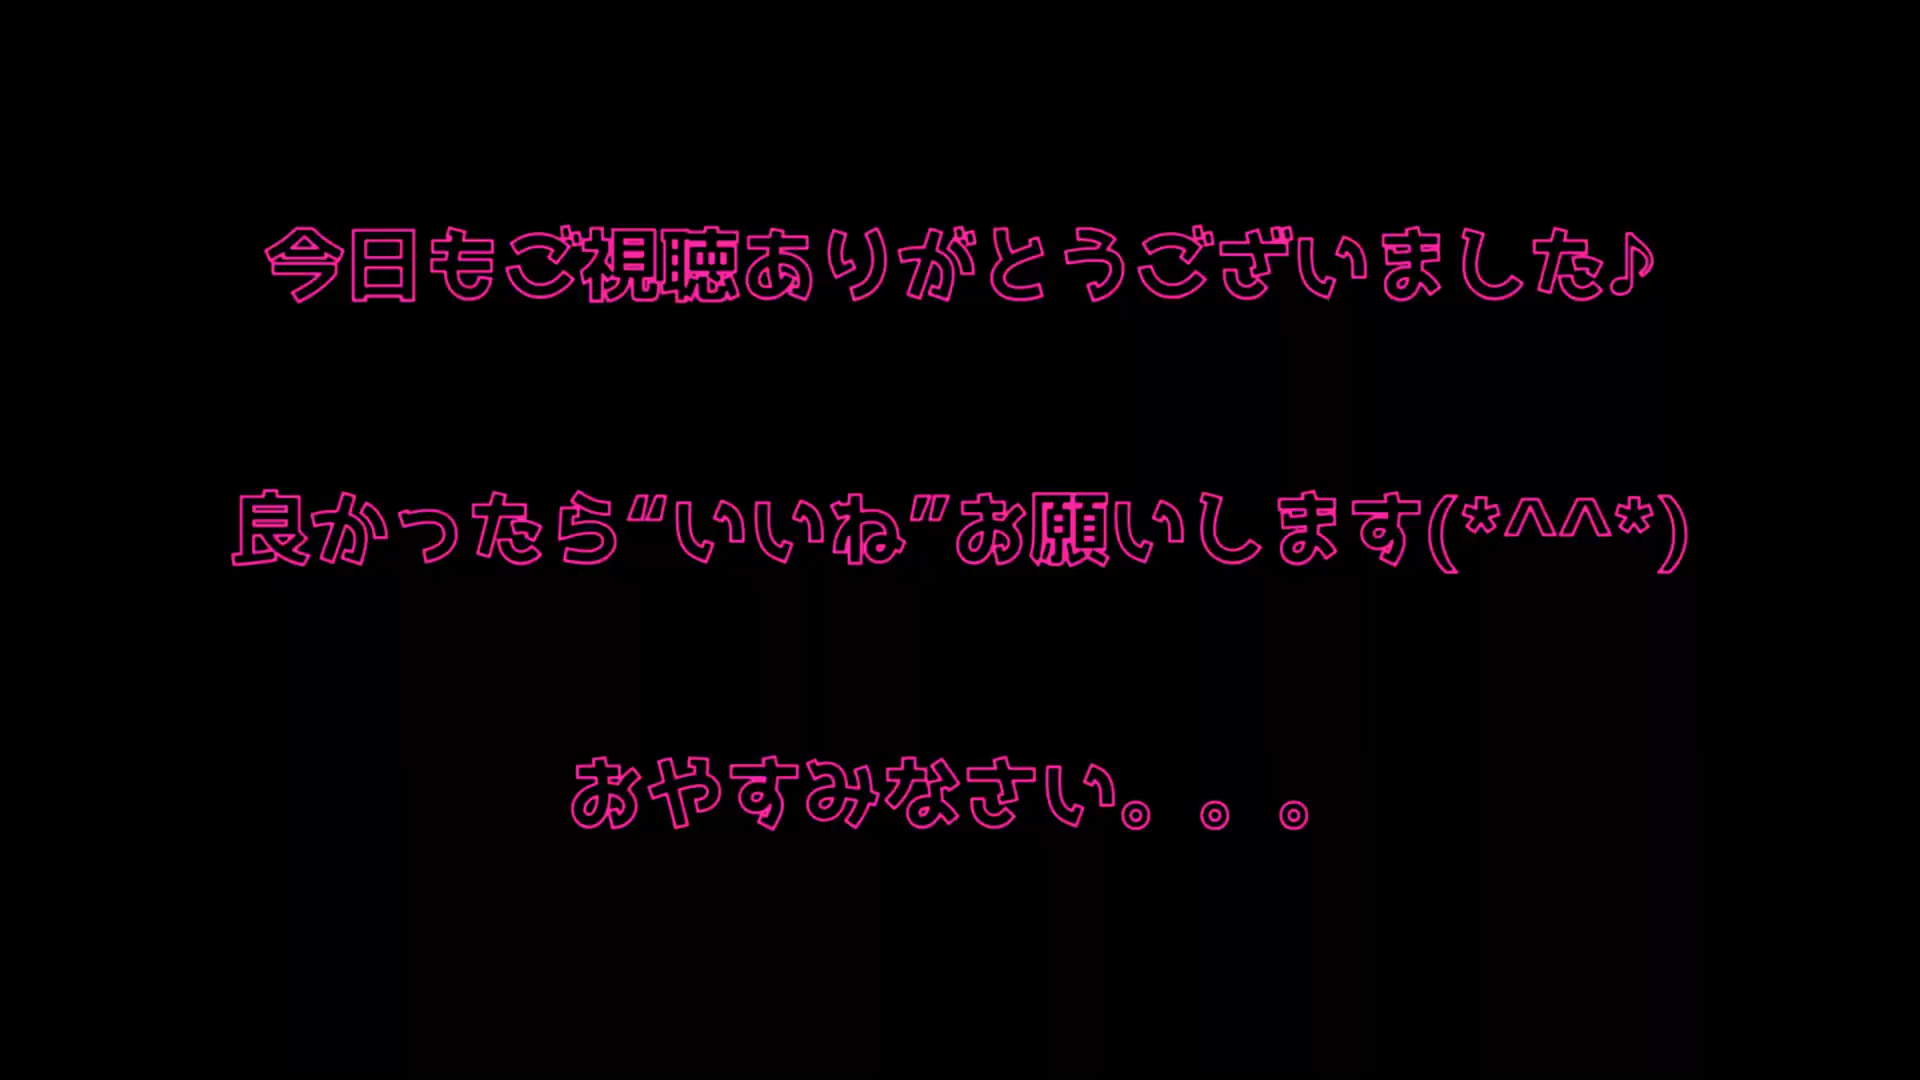 今日もご視聴ありがとうございました♪
良かったら“いいね”お願いします(*^^*)
おやすみなさい。。。